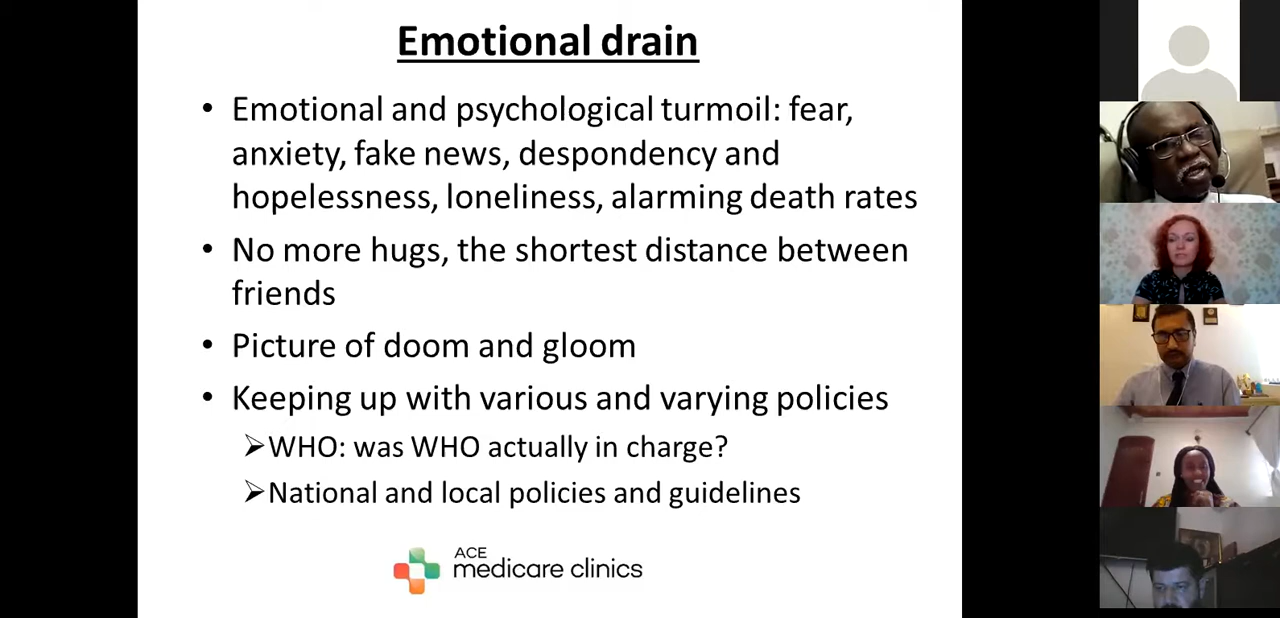 Emotional drain
• Emotional and psychological turmoil: fear,
anxiety, fake news, despondency and
hopelessness, loneliness, alarming death rates
• No more hugs, the shortest distance between
friends
• Picture of doom and gloom
• Keeping up with various and varying policies
➢WHO: was WHO actually in charge?
➢National and local policies and guidelines
ACE
medicare clinics